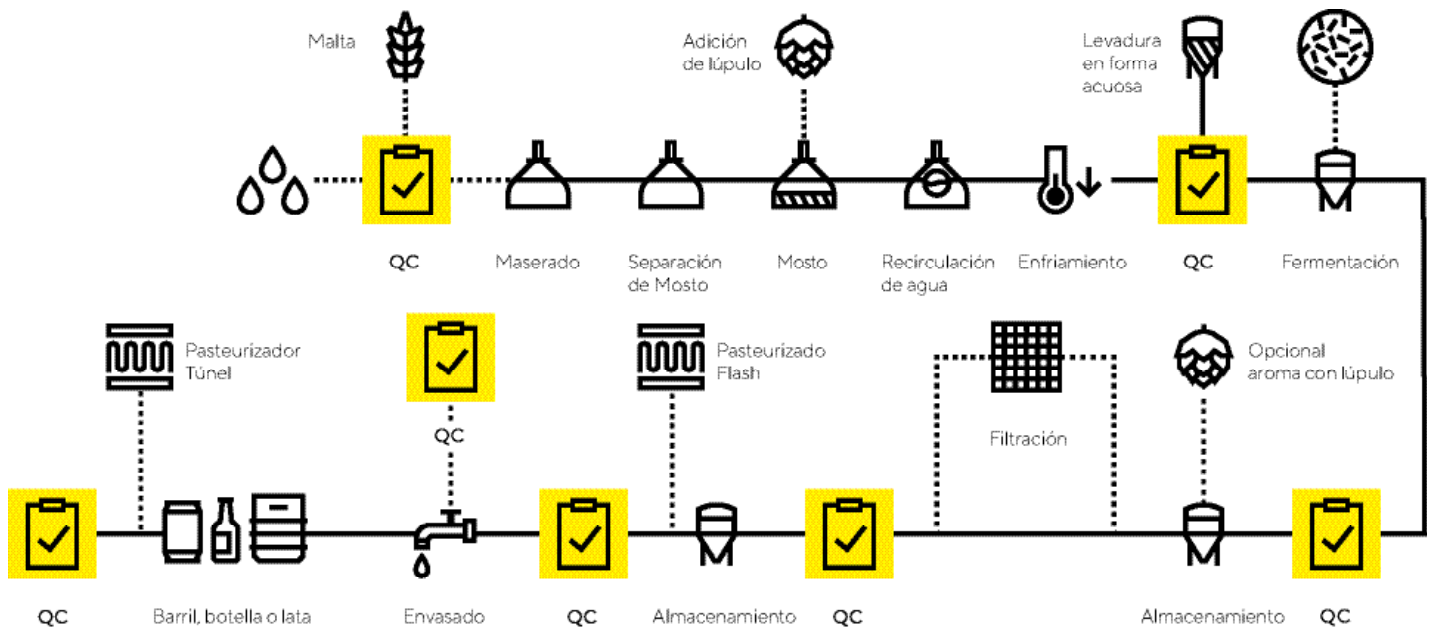 Malta
Adición
de lúpulo
Levadura
en forma
acuosa
QC
Maserado
Separación
de Mosto
Mosto
Recirculación
de agua
Enfriamiento
QC
Fermentación
Pasteurizador
Túnel
QC
Pasteurizado
Flash
Filtración
Opcional
aroma con lúpulo
QC
Barril, botella o lata
Envasado
QC
Almacenamiento
QC
Almacenamiento
QC